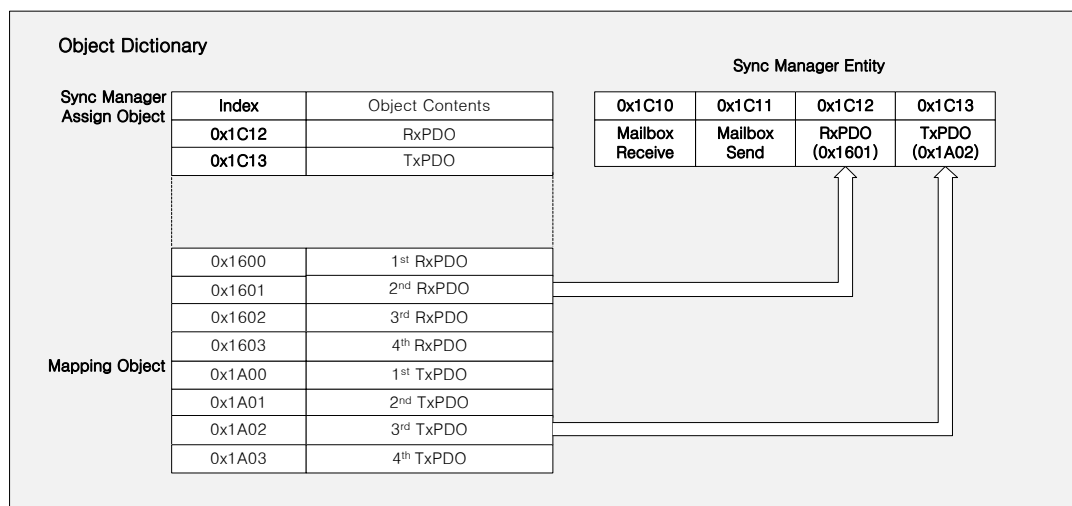 Object Dictionary
Sync Manager Entity
Sync Manager
Assign Object
Index Object Contents
0x1C12 RxPDO
0x1C13 TxPDO
0x1C10 0x1C11 0x1C12 0x1C13
Mailbox Mailbox RxPDO TxPDO
Receive Send (0x1601) (0x1A02)
Mapping Object
0x1600 1st RxPDO
0x1601 2nd RxPDO
0x1602 3rd RxPDO
0x1603 4th RxPDO
0x1A00 1st TxPDO
0x1A01 2nd TxPDO
0x1A02 3rd TxPDO
0x1A03 4th TxPDO